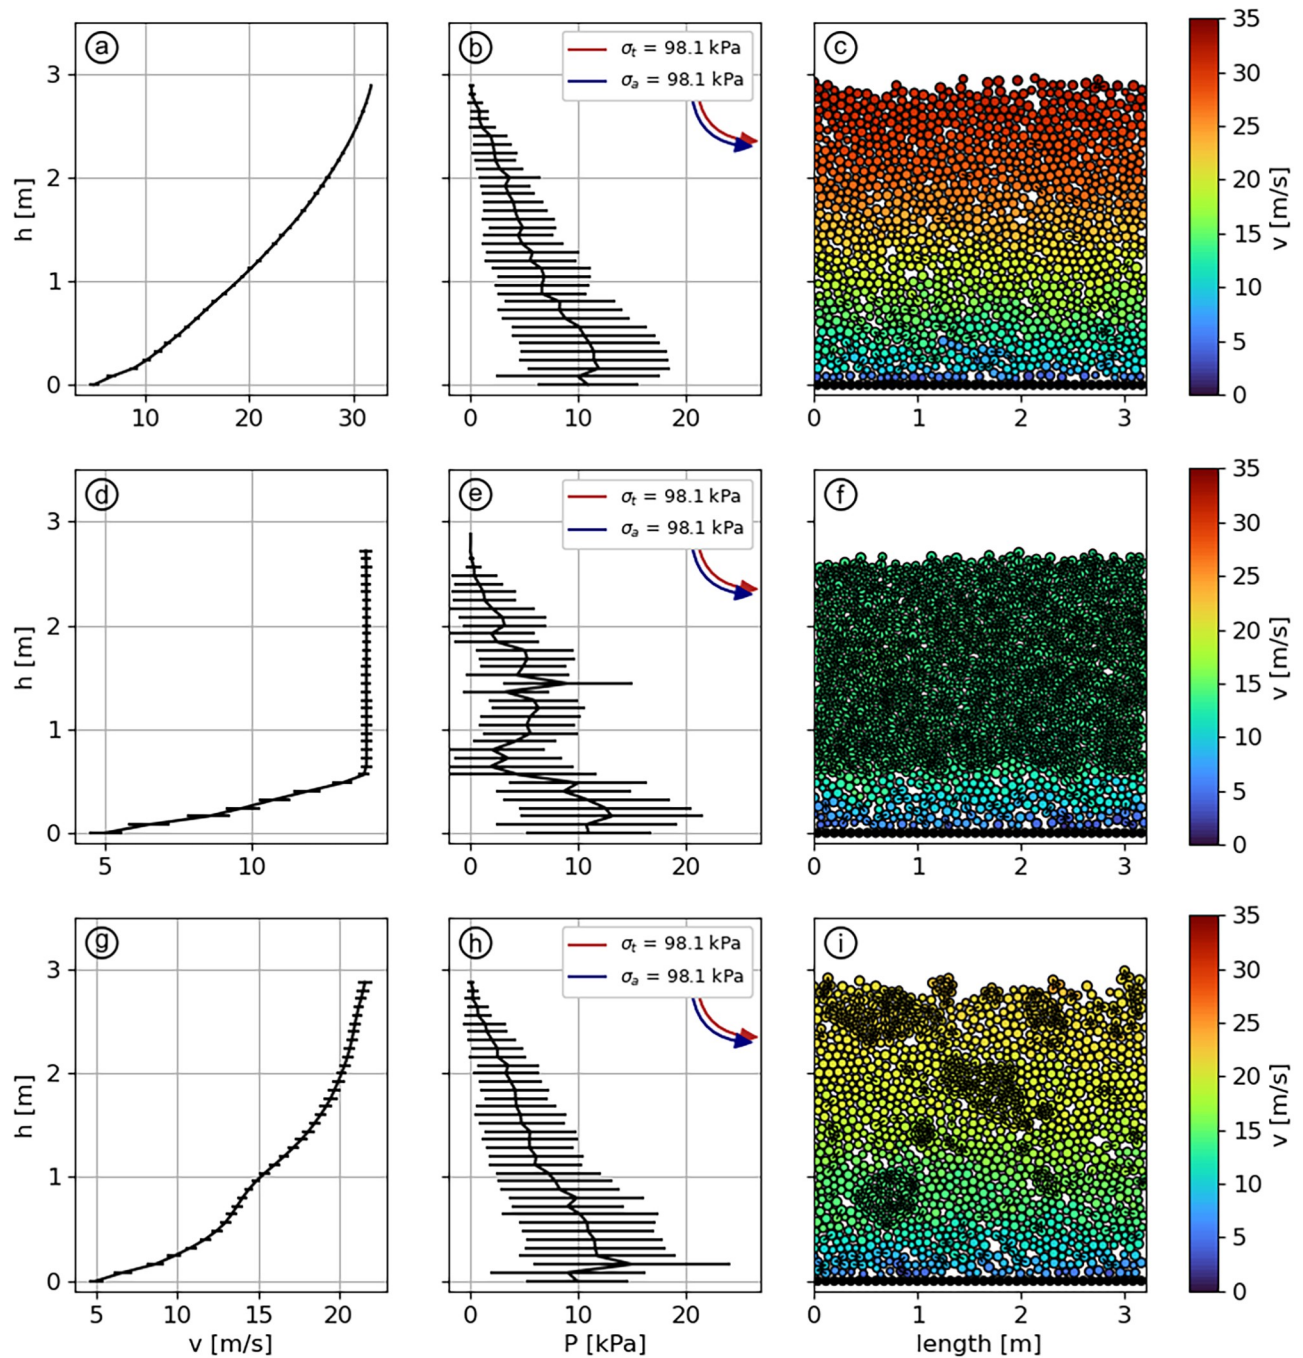 a
b
c
σt = 98.1 kPa
σa = 98.1 kPa
h [m]
3
2
1
0
10 20 30
0 10 20
0 1 2 3
35
30
25
20
15
10
5
0
v [m/s]
d
e
f
σt = 98.1 kPa
σa = 98.1 kPa
h [m]
3
2
1
0
5 10
0 10 20
0 1 2 3
35
30
25
20
15
10
5
0
v [m/s]
g
h
i
σt = 98.1 kPa
σa = 98.1 kPa
h [m]
3
2
1
0
5 10 15 20
0 10 20
0 1 2 3
v [m/s]
P [kPa]
length [m]
35
30
25
20
15
10
5
0
v [m/s]